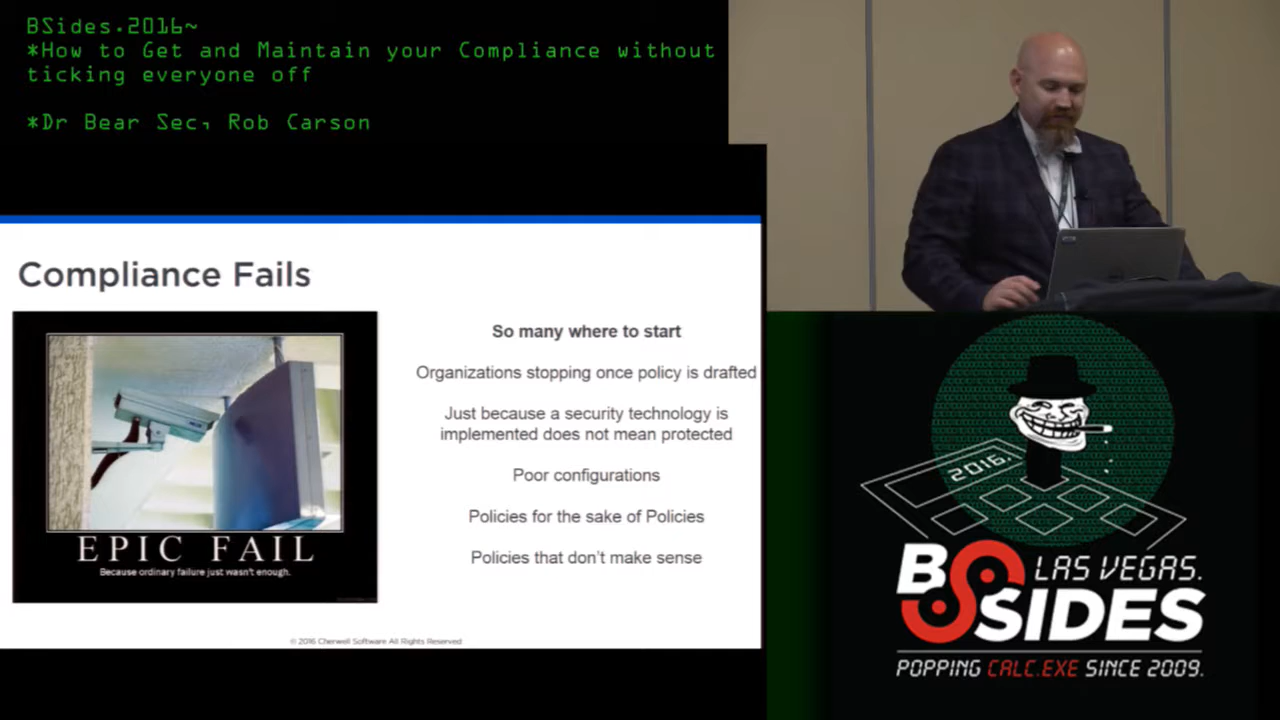 BSides.2016~
*How to Get and Maintain your Compliance without
ticking everyone off
*Dr Bear Sec, Rob Carson
Compliance Fails
So many where to start
Organizations stopping once policy is drafted
Just because a security technology is
implemented does not mean protected
Poor configurations
Policies for the sake of Policies
Policies that don't make sense
EPIC FAIL
Because ordinary failure just wasn't enough.
© 2016 Cherwell Software All Rights Reserved
2016.
BSIDES
LAS VEGAS.
POPPING CALC.EXE SINCE 2009.